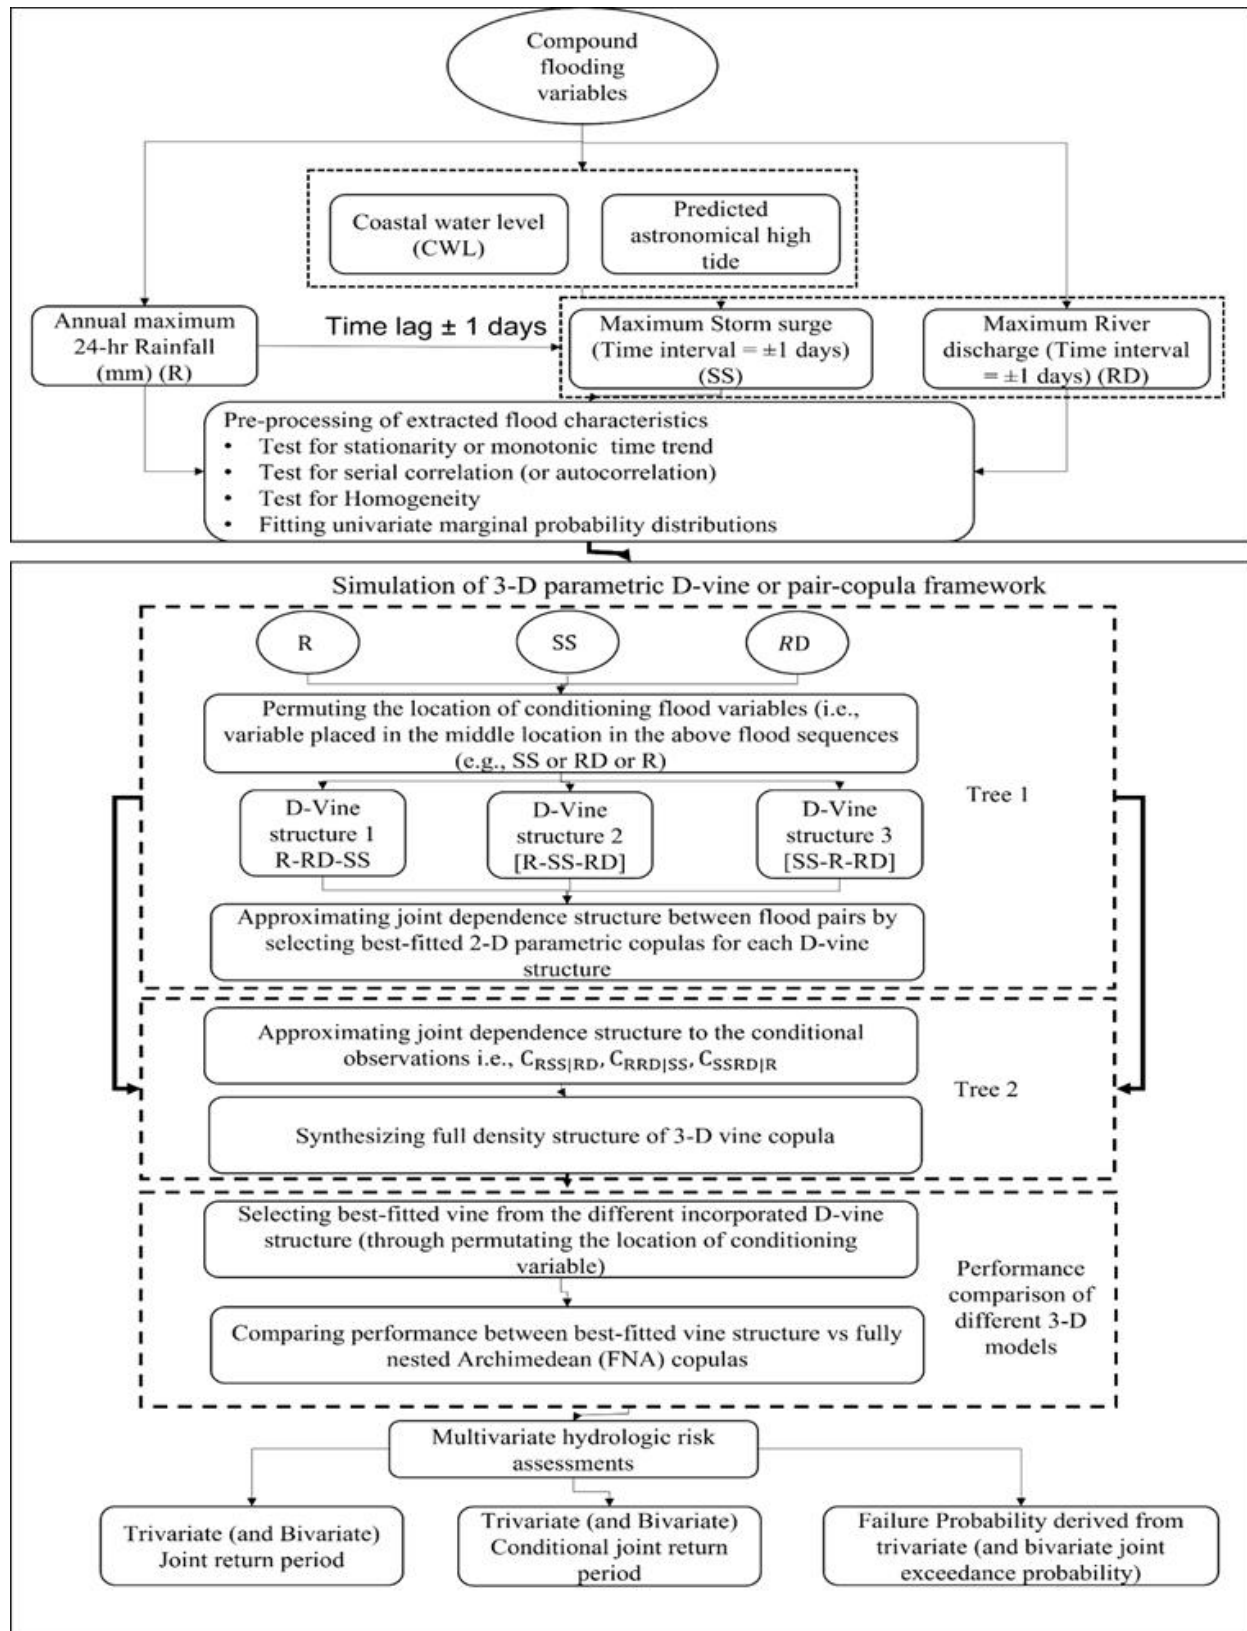 Compound
flooding
variables
Coastal water level
(CWL)
Predicted
astronomical high
tide
Annual maximum
24-hr Rainfall
(mm) (R)
Time lag ± 1 days
Maximum Storm surge
(Time interval = ±1 days)
(SS)
Maximum River
discharge (Time interval
= ±1 days) (RD)
Pre-processing of extracted flood characteristics
• Test for stationarity or monotonic time trend
• Test for serial correlation (or autocorrelation)
• Test for Homogeneity
• Fitting univariate marginal probability distributions
Simulation of 3-D parametric D-vine or pair-copula framework
R
SS
RD
Permuting the location of conditioning flood variables (i.e.,
variable placed in the middle location in the above flood sequences
(e.g., SS or RD or R)
Tree 1
D-Vine
structure 1
R-RD-SS
D-Vine
structure 2
[R-SS-RD]
D-Vine
structure 3
[SS-R-RD]
Approximating joint dependence structure between flood pairs by
selecting best-fitted 2-D parametric copulas for each D-vine
structure
Approximating joint dependence structure to the conditional
observations i.e., C_RSS|RD, C_RRD|SS, C_SSRD|R
Tree 2
Synthesizing full density structure of 3-D vine copula
Selecting best-fitted vine from the different incorporated D-vine
structure (through permutating the location of conditioning
variable)
Performance
comparison of
different 3-D
models
Comparing performance between best-fitted vine structure vs fully
nested Archimedean (FNA) copulas
Multivariate hydrologic risk
assessments
Trivariate (and Bivariate)
Joint return period
Trivariate (and Bivariate)
Conditional joint return
period
Failure Probability derived from
trivariate (and bivariate joint
exceedance probability)